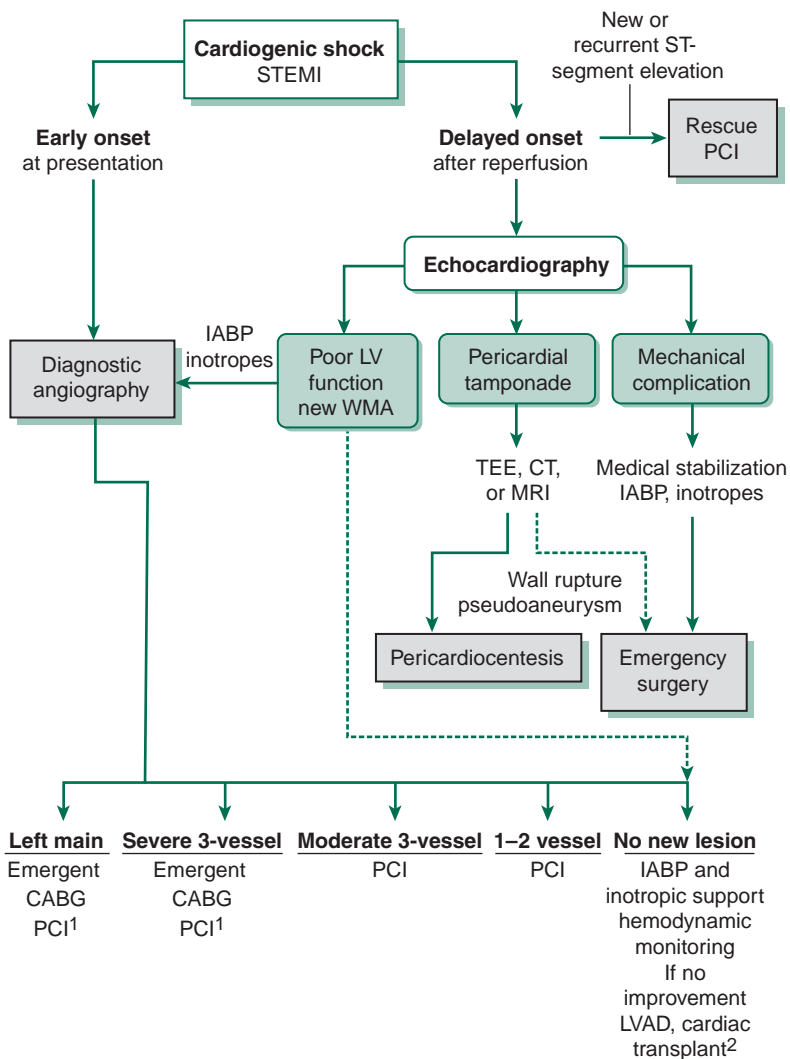 Cardiogenic shock
STEMI
New or
recurrent ST-
segment elevation
Early onset
at presentation
Delayed onset
after reperfusion
Rescue
PCI
Echocardiography
Diagnostic
angiography
IABP
inotropes
Poor LV
function
new WMA
Pericardial
tamponade
Mechanical
complication
TEE, CT,
or MRI
Medical stabilization
IABP, inotropes
Wall rupture
pseudoaneurysm
Pericardiocentesis
Emergency
surgery
Left main
Emergent
CABG
PCI1
Severe 3-vessel
Emergent
CABG
PCI1
Moderate 3-vessel
PCI
1–2 vessel
PCI
No new lesion
IABP and
inotropic support
hemodynamic
monitoring
If no
improvement
LVAD, cardiac
transplant2